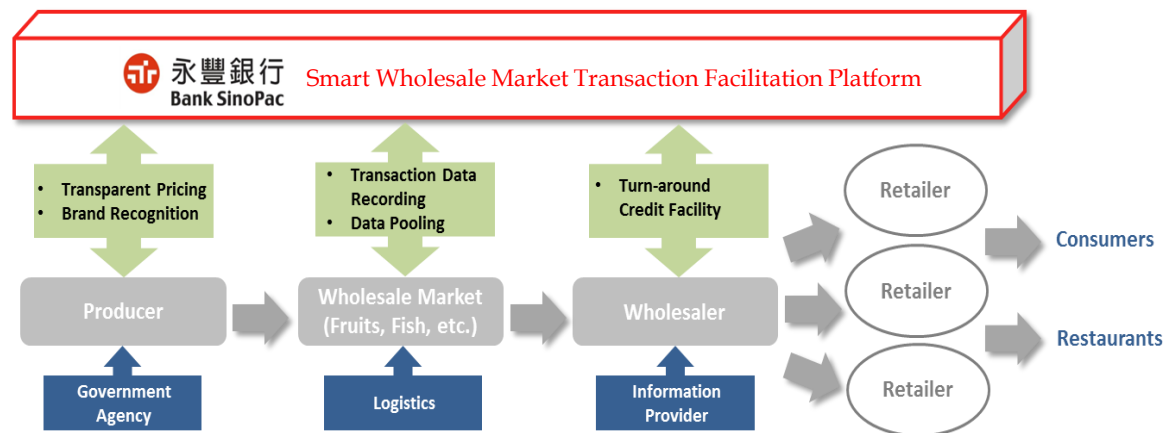 永豐銀行
Bank SinoPac
Smart Wholesale Market Transaction Facilitation Platform
• Transparent Pricing
• Brand Recognition
• Transaction Data
Recording
• Data Pooling
• Turn-around
Credit Facility
Producer
Wholesale Market
(Fruits, Fish, etc.)
Wholesaler
Retailer
Retailer
Retailer
Consumers
Restaurants
Government
Agency
Logistics
Information
Provider